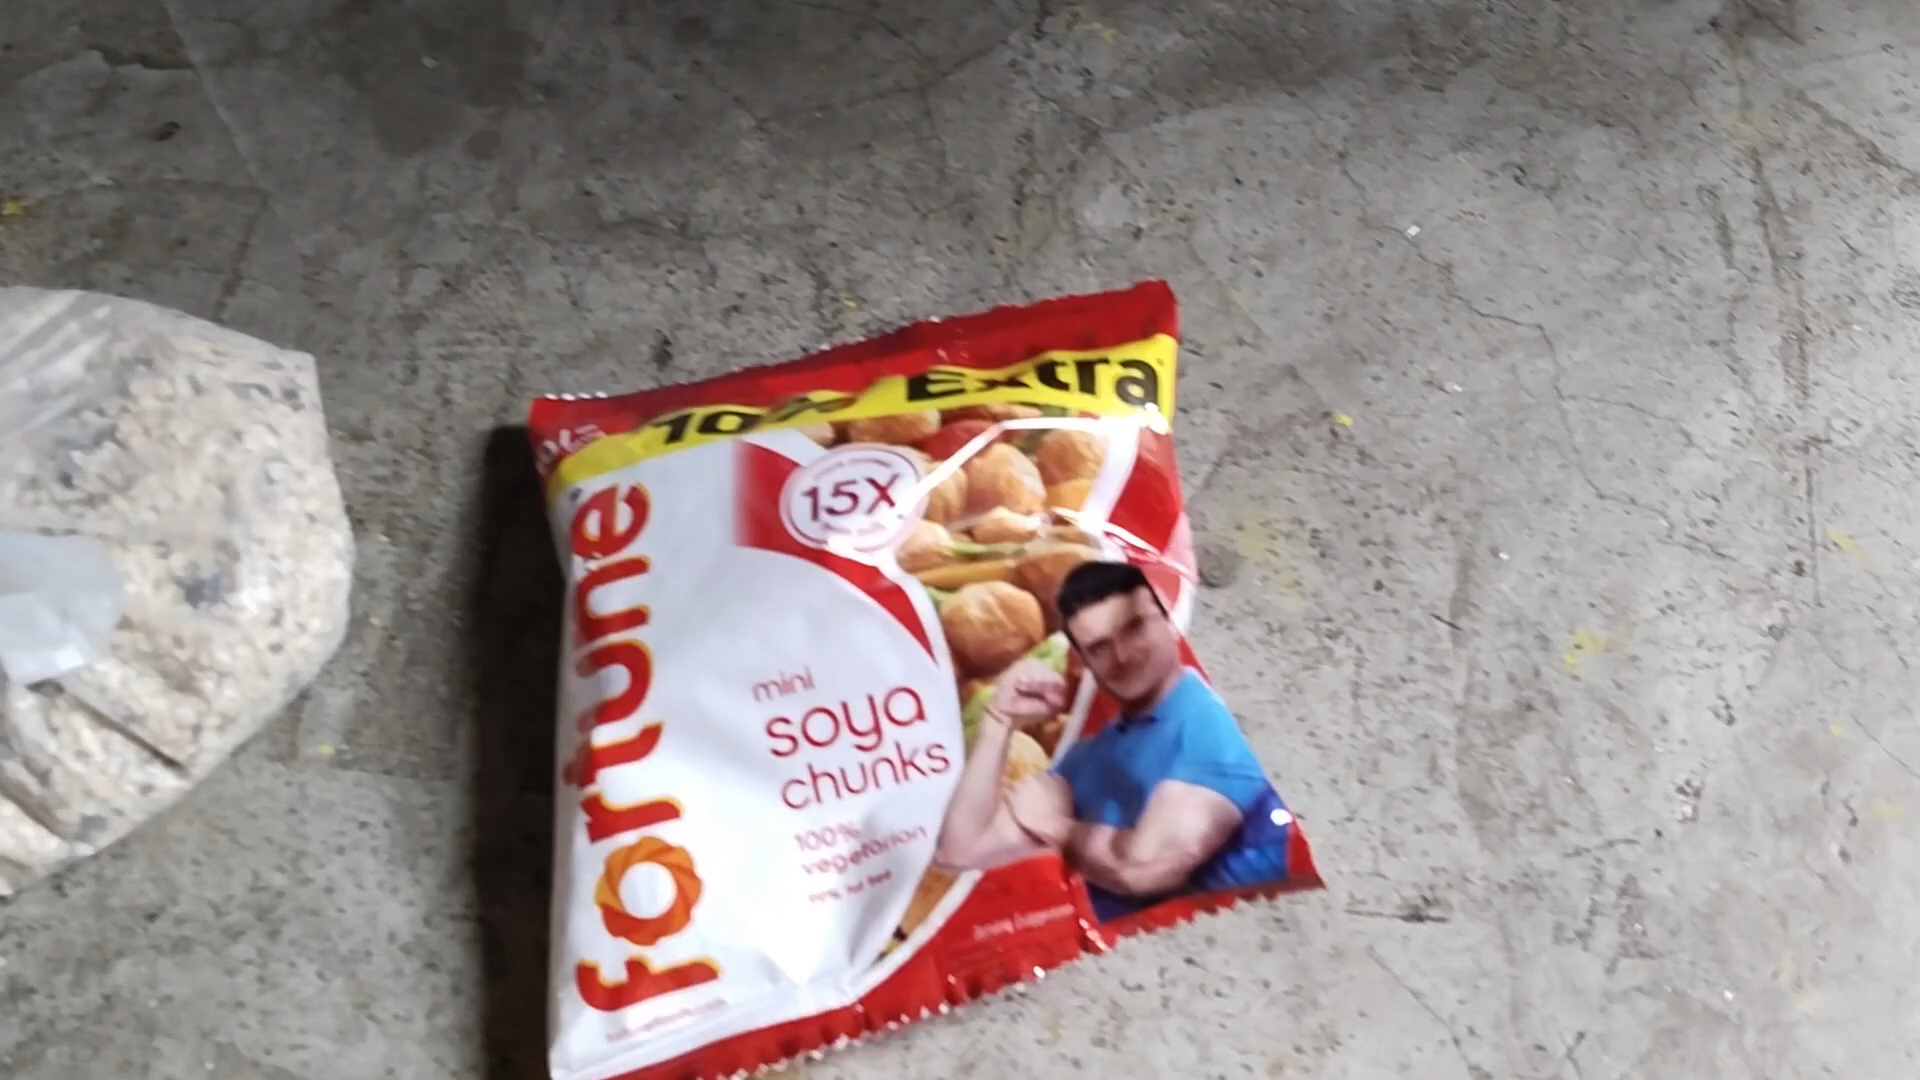 10% Extra
fortune
15X
mini
soya
chunks
100%
vegetarian